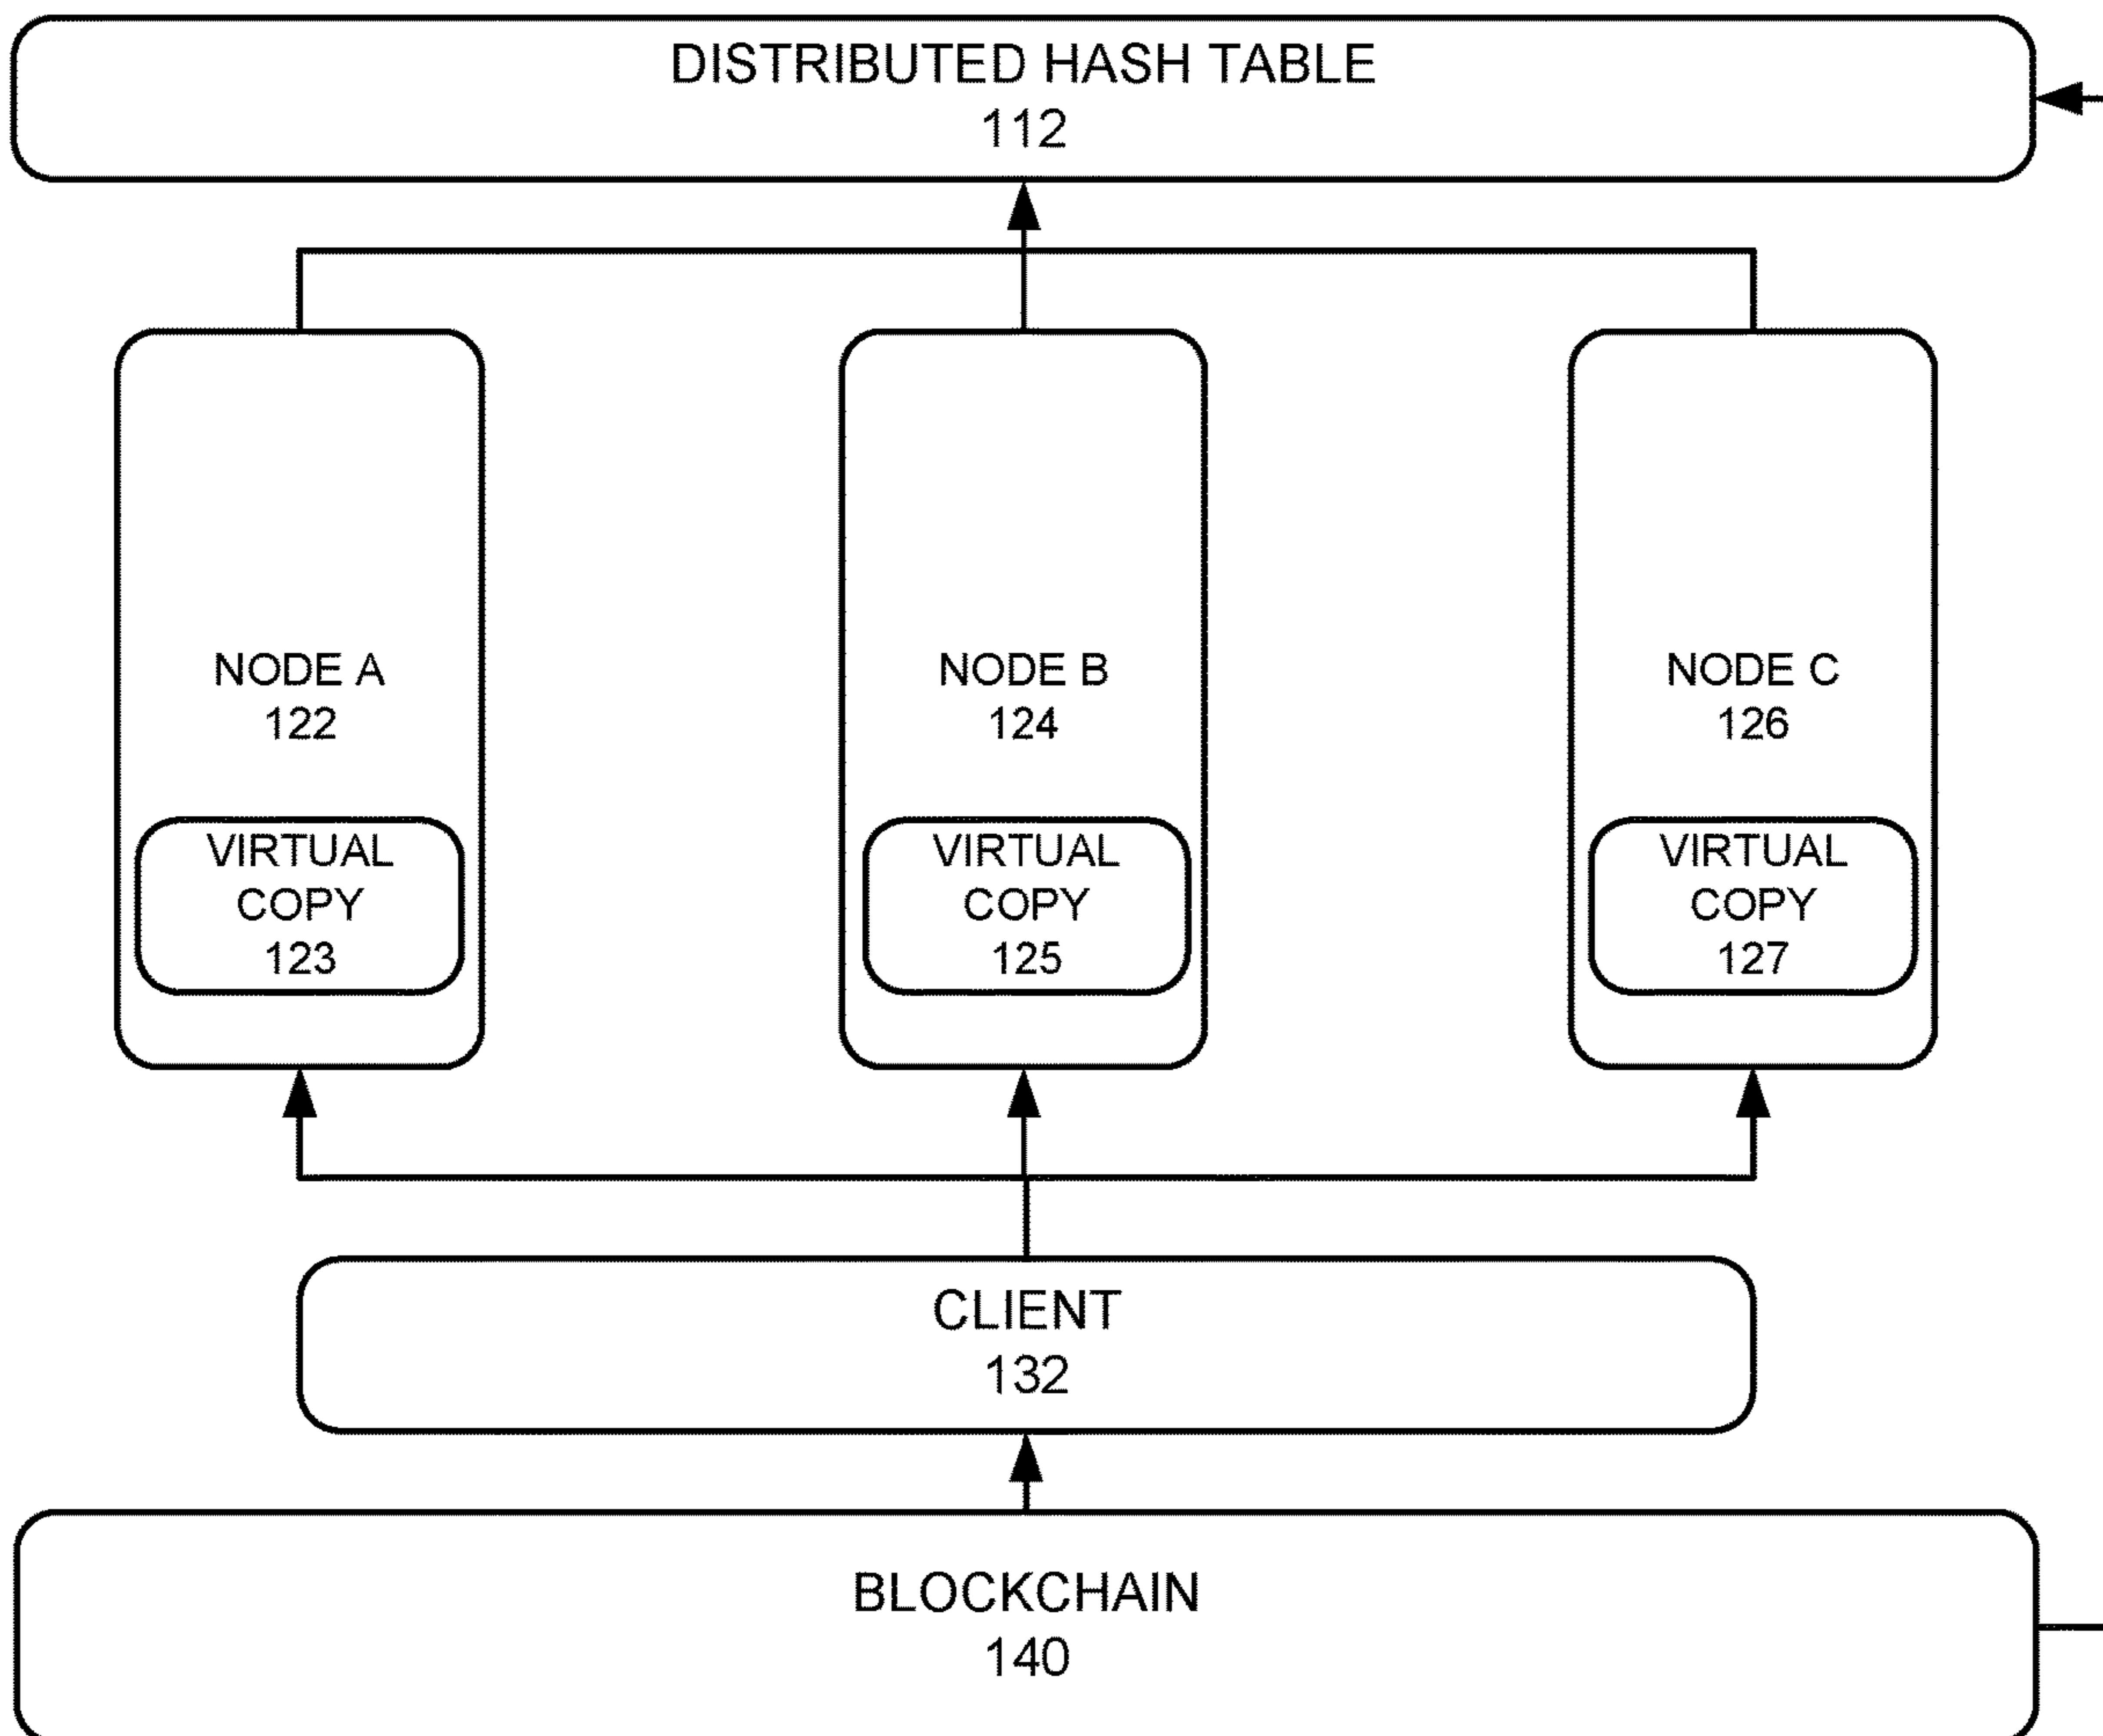 DISTRIBUTED HASH TABLE
112
NODE A
122
VIRTUAL
COPY
123
NODE B
124
VIRTUAL
COPY
125
NODE C
126
VIRTUAL
COPY
127
CLIENT
132
BLOCKCHAIN
140